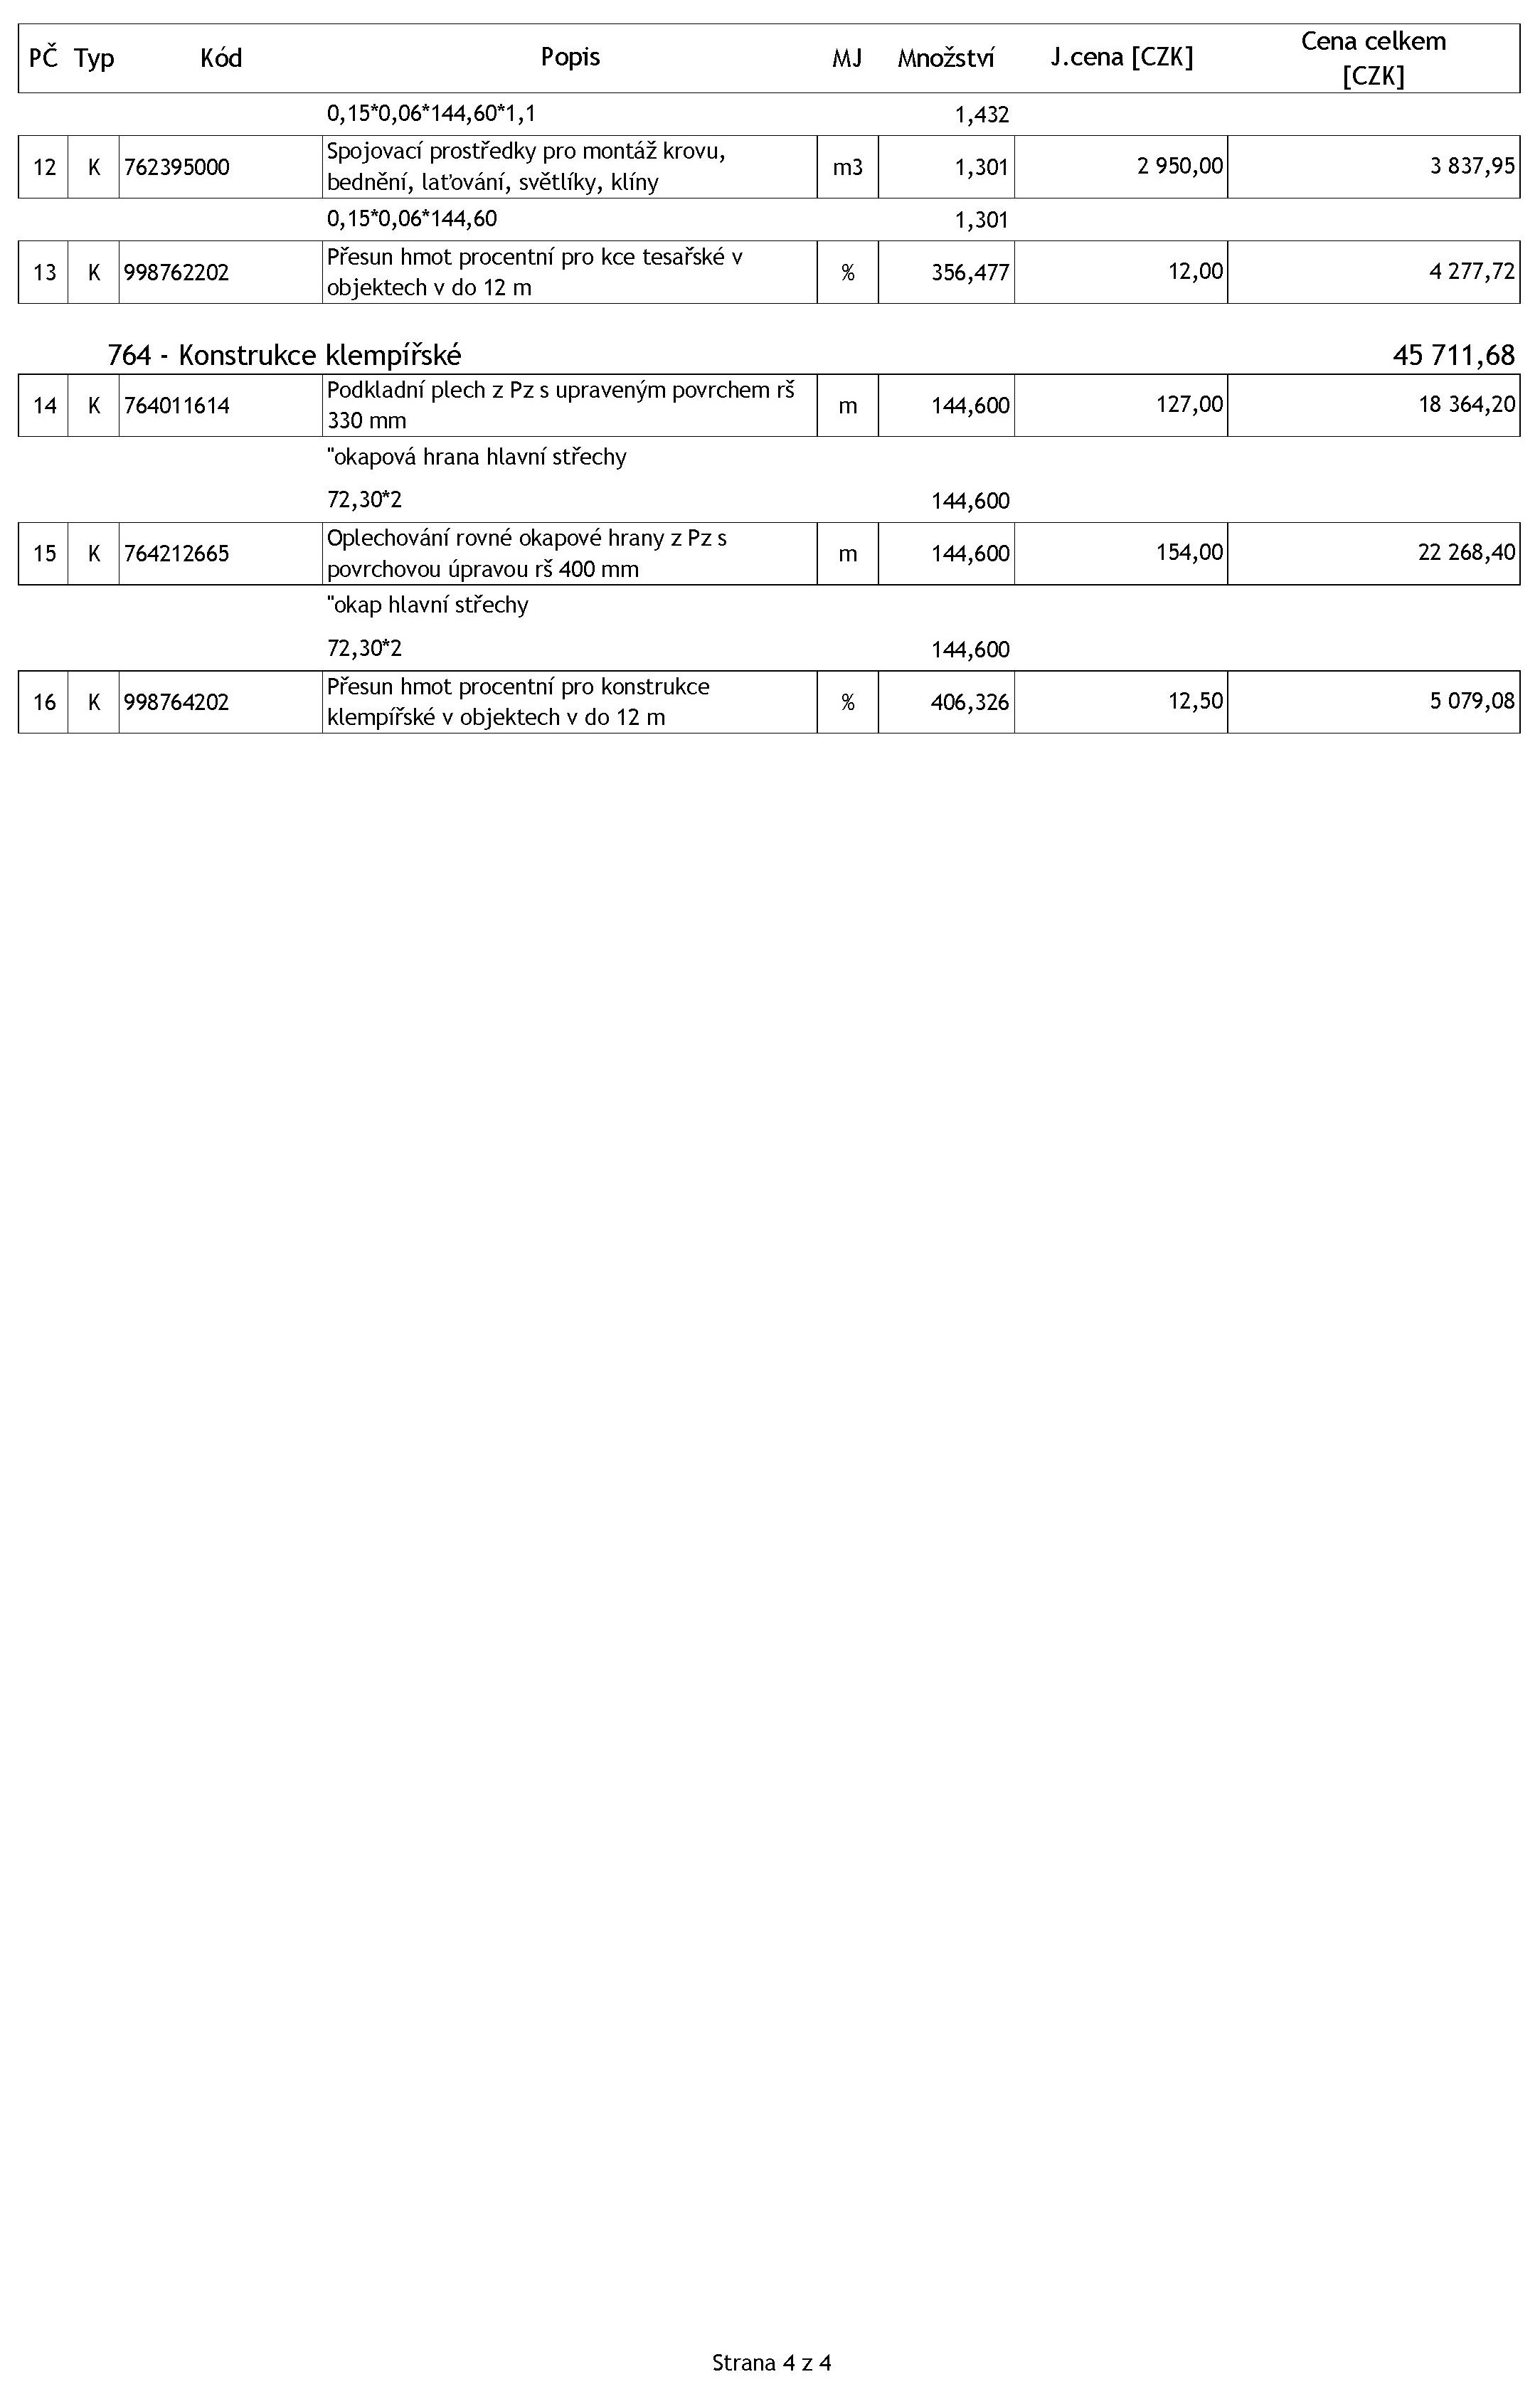 PČ Typ Kód Popis MJ Množství J.cena [CZK] Cena celkem
[CZK]
0,15*0,06*144,60*1,1 1,432
12 K 762395000 Spojovací prostředky pro montáž krovu,
bednění, laťování, světlíky, klíny m3 1,301 2 950,00 3 837,95
0,15*0,06*144,60 1,301
13 K 998762202 Přesun hmot procentní pro kce tesařské v
objektech v do 12 m % 356,477 12,00 4 277,72
764 - Konstrukce klempířské 45 711,68
14 K 764011614 Podkladní plech z Pz s upraveným povrchem rš
330 mm m 144,600 127,00 18 364,20
"okapová hrana hlavní střechy
72,30*2 144,600
15 K 764212665 Oplechování rovné okapové hrany z Pz s
povrchovou úpravou rš 400 mm m 144,600 154,00 22 268,40
"okap hlavní střechy
72,30*2 144,600
16 K 998764202 Přesun hmot procentní pro konstrukce
klempířské v objektech v do 12 m % 406,326 12,50 5 079,08
Strana 4 z 4